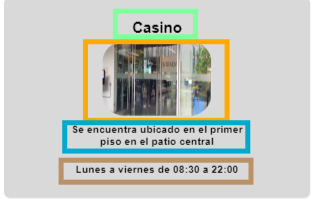 Casino
Se encuentra ubicado en el primer
piso en el patio central
Lunes a viernes de 08:30 a 22:00